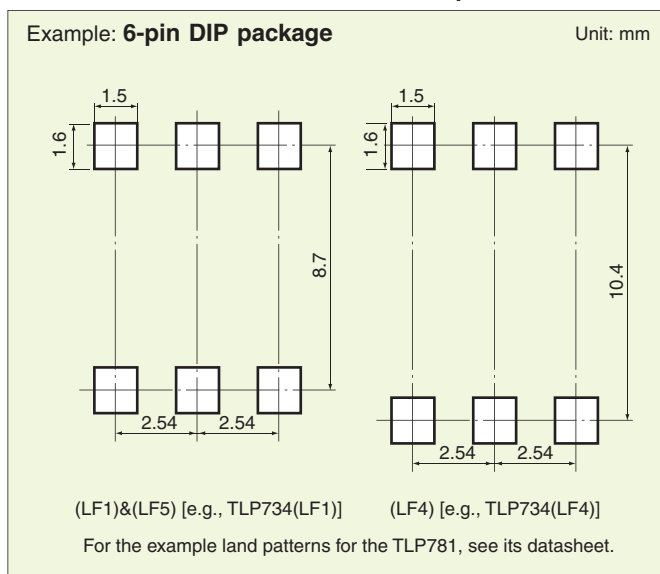 Example: 6-pin DIP package
Unit: mm
1.5
1.6
8.7
2.54
2.54
(LF1)&(LF5) [e.g., TLP734(LF1)]
1.5
1.6
10.4
2.54
2.54
(LF4) [e.g., TLP734(LF4)]
For the example land patterns for the TLP781, see its datasheet.